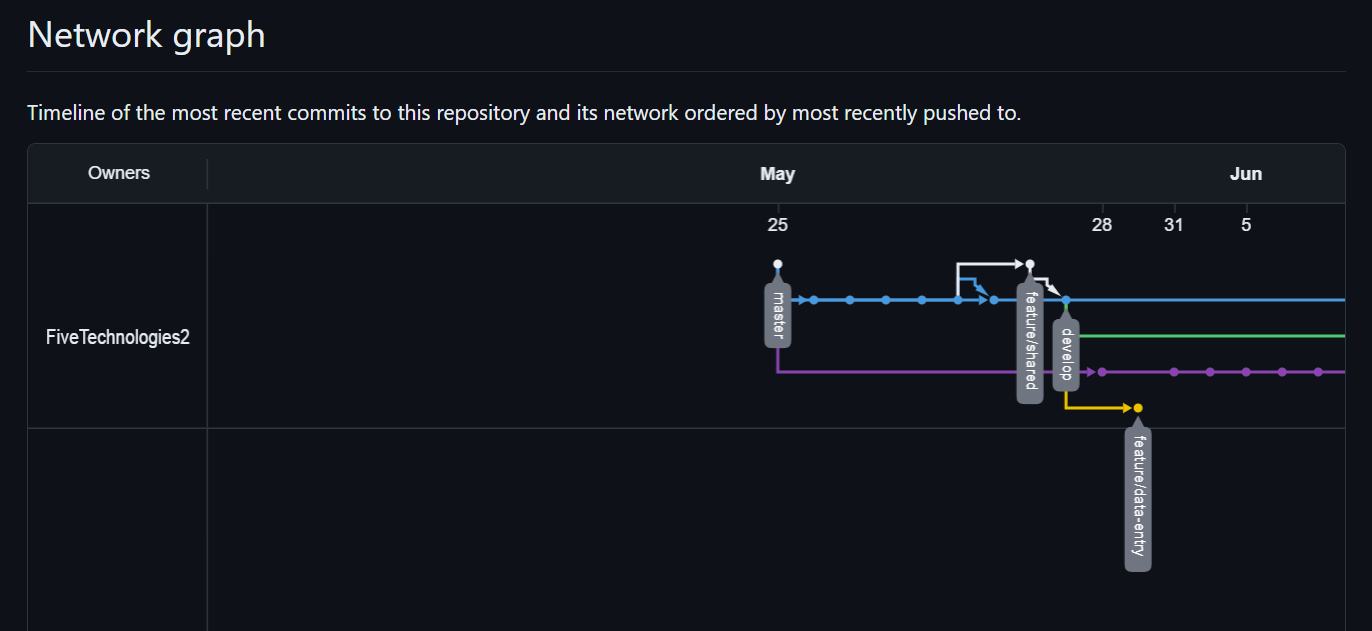 Network graph
Timeline of the most recent commits to this repository and its network ordered by most recently pushed to.
Owners
May
Jun
25
28
31
5
FiveTechnologies2
master
feature/shared
develop
feature/data-entry